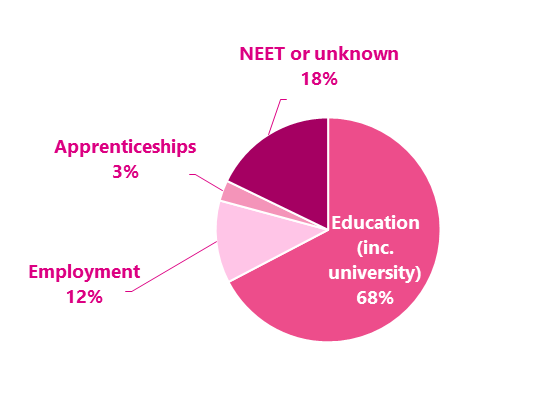 NEET or unknown
18%
Apprenticeships
3%
Education
(inc.
university)
68%
Employment
12%